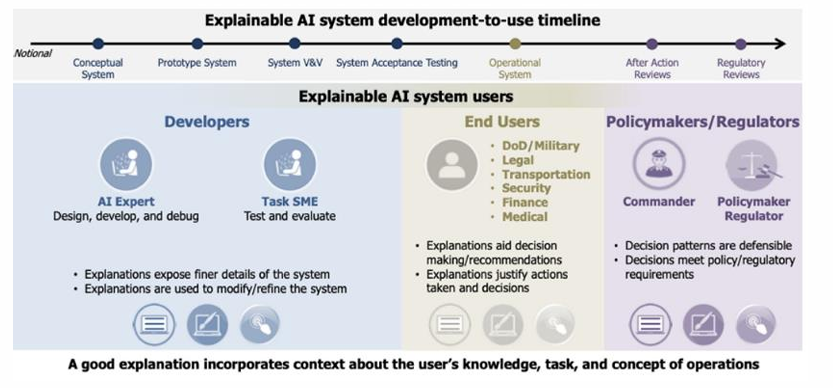 Explainable AI system development-to-use timeline
Notional
Conceptual
System
Prototype System
System V&V
System Acceptance Testing
Operational
System
After Action
Reviews
Regulatory
Reviews
Explainable AI system users
Developers
AI Expert
Design, develop, and debug
Task SME
Test and evaluate
• Explanations expose finer details of the system
• Explanations are used to modify/refine the system
End Users
• DoD/Military
• Legal
• Transportation
• Security
• Finance
• Medical
• Explanations aid decision
making/recommendations
• Explanations justify actions
taken and decisions
Policymakers/Regulators
Commander
Policymaker
Regulator
• Decision patterns are defensible
• Decisions meet policy/regulatory
requirements
A good explanation incorporates context about the user's knowledge, task, and concept of operations